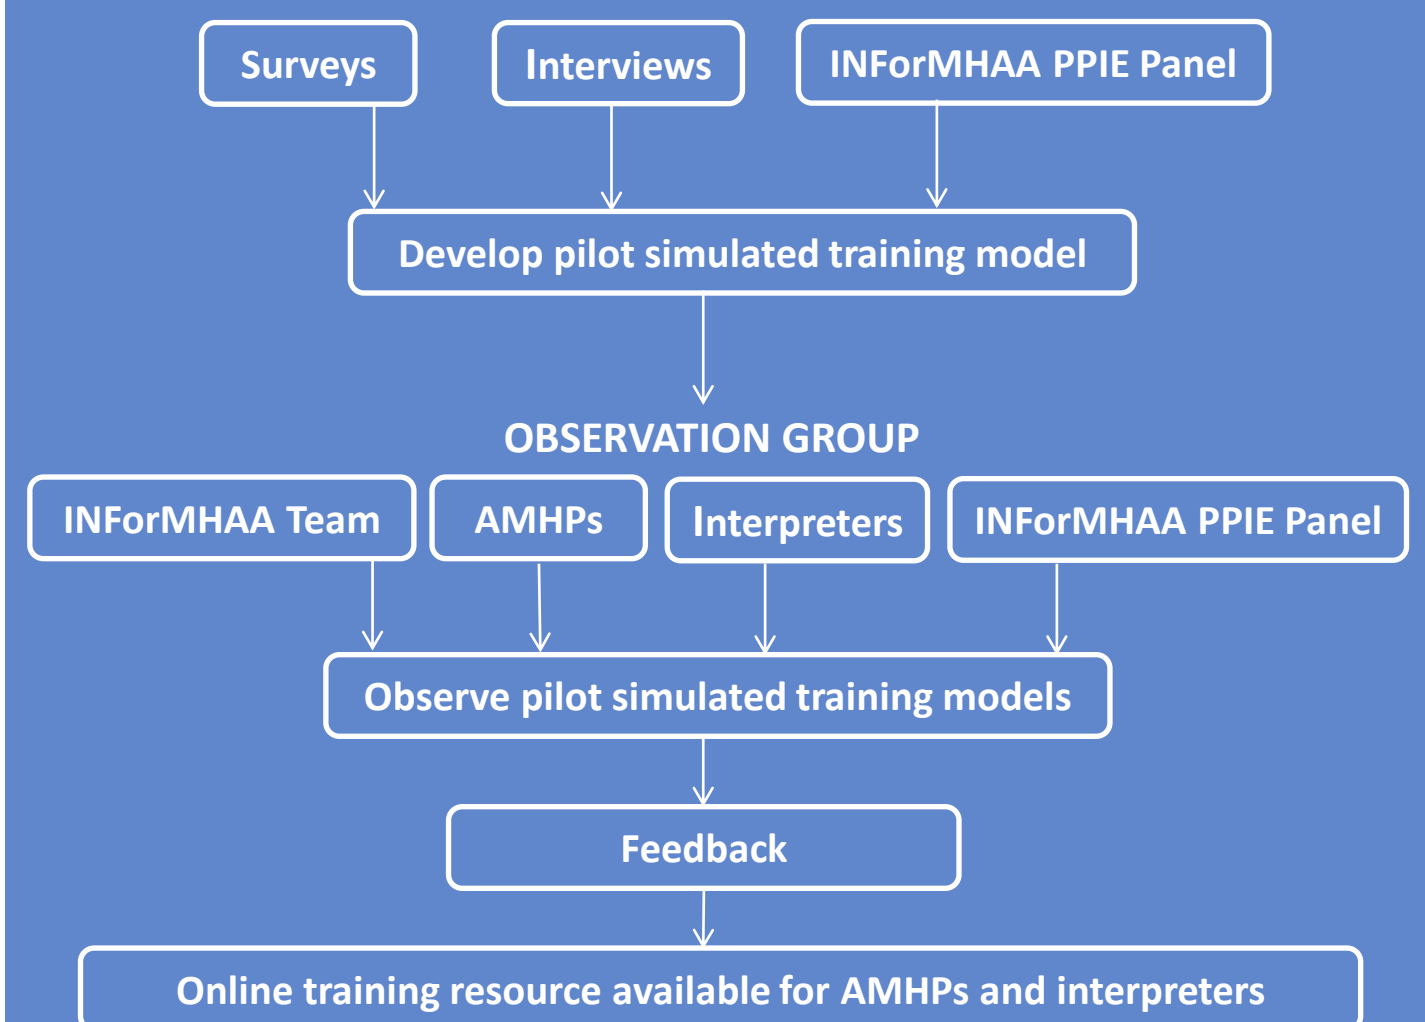 Surveys
Interviews
INForMHAA PPIE Panel
Develop pilot simulated training model
OBSERVATION GROUP
INForMHAA Team
AMHPs
Interpreters
INForMHAA PPIE Panel
Observe pilot simulated training models
Feedback
Online training resource available for AMHPs and interpreters